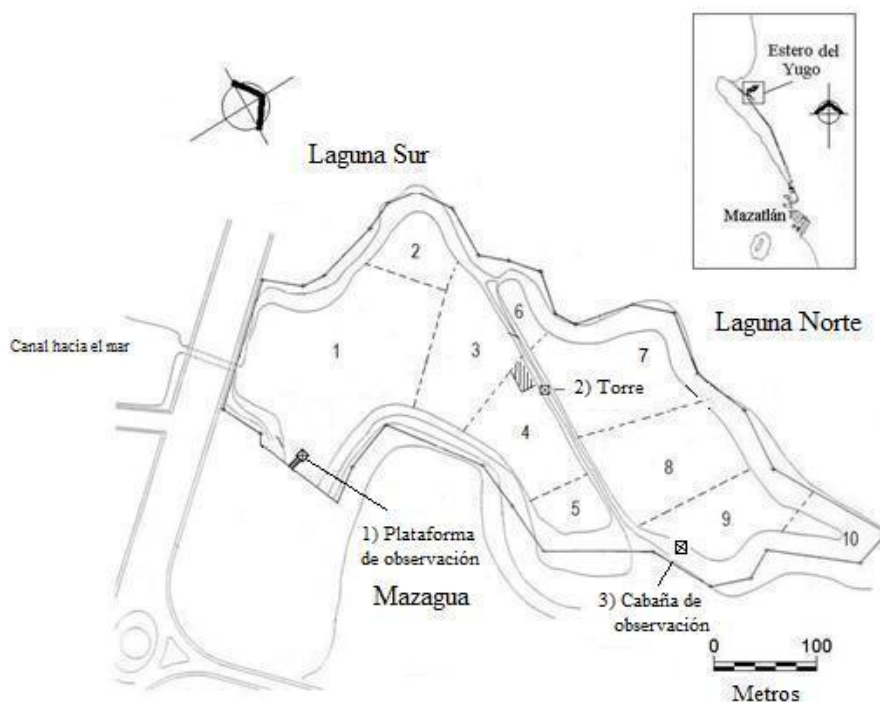 Estero del
Yugo
Mazatlán
Laguna Sur
Laguna Norte
Canal hacia el mar
2
6
1
3
7
2) Torre
4
8
5
9
10
1) Plataforma
de observación
Mazagua
3) Cabaña de
observación
0 100
Metros